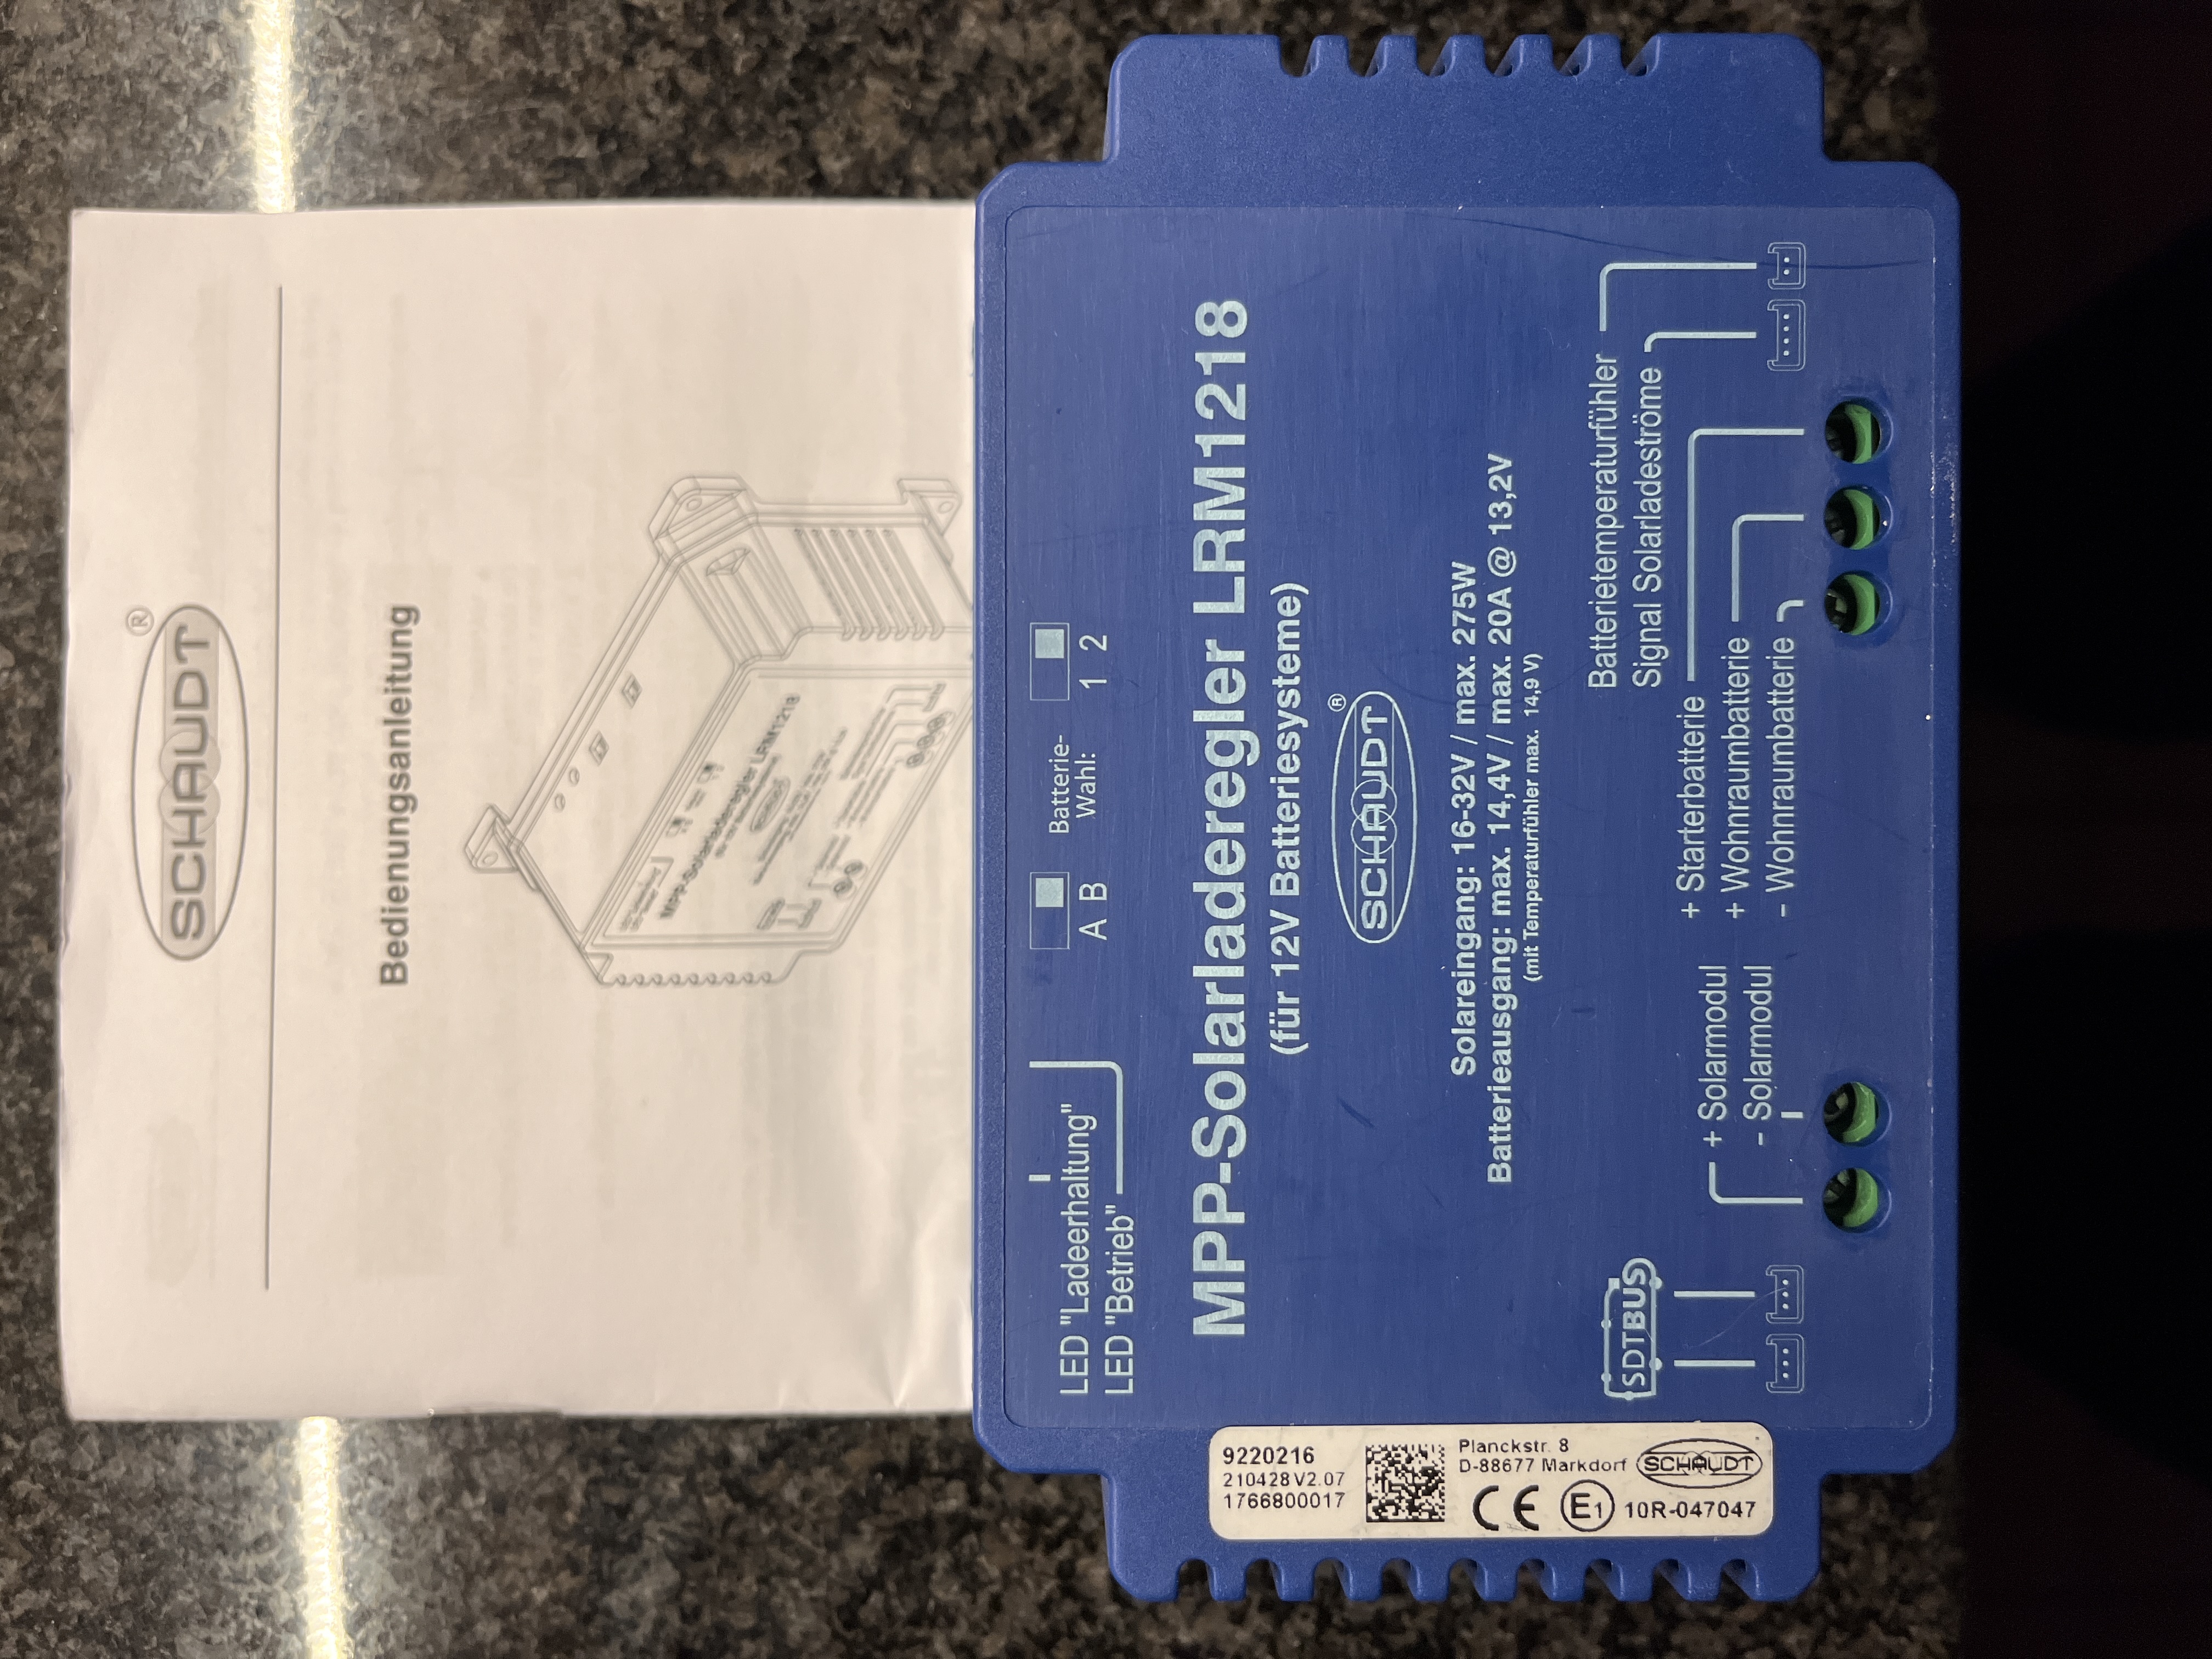 SCHAUDT®
Bedienungsanleitung
MPP-Solarladeregler LRM1218
LED "Ladeerhaltung"
LED "Betrieb"
A B
Batterie-
Wahl:
1 2
MPP-Solarladeregler LRM1218
(für 12V Batteriesysteme)
SCHAUDT®
Solareingang: 16-32V / max. 275W
Batterieausgang: max. 14,4V / max. 20A @ 13,2V
(mit Temperaturfühler max. 14,9 V)
Batterietemperaturfühler
Signal Solarladeströme
+ Starterbatterie
+ Wohnraumbatterie
- Wohnraumbatterie
+ Solarmodul
- Solarmodul
SDTBUS
9220216
210428 V2.07
1766800017
Planckstr. 8
D-88677 Markdorf
SCHAUDT
CE E1 10R-047047